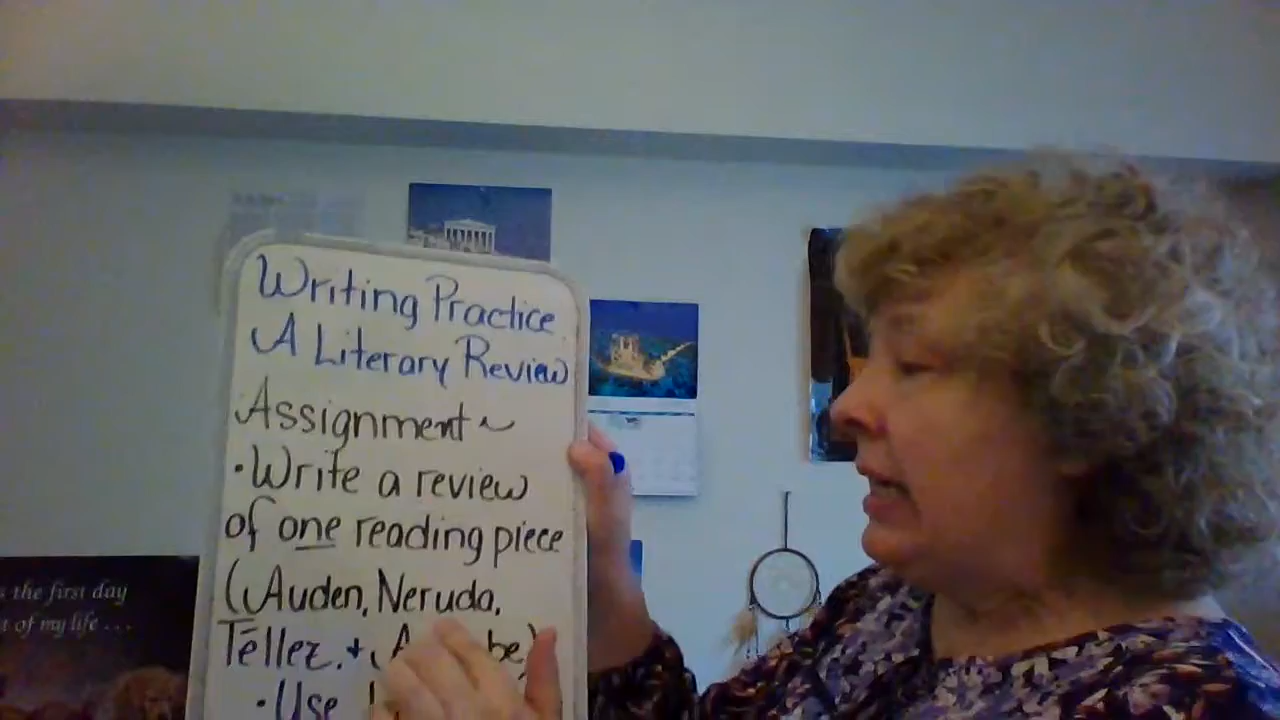 Writing Practice
A Literary Review
Assignment~
•Write a review
of one reading piece
(Auden, Neruda,
Téllez, +
•Use
the first day
t of my life . . .